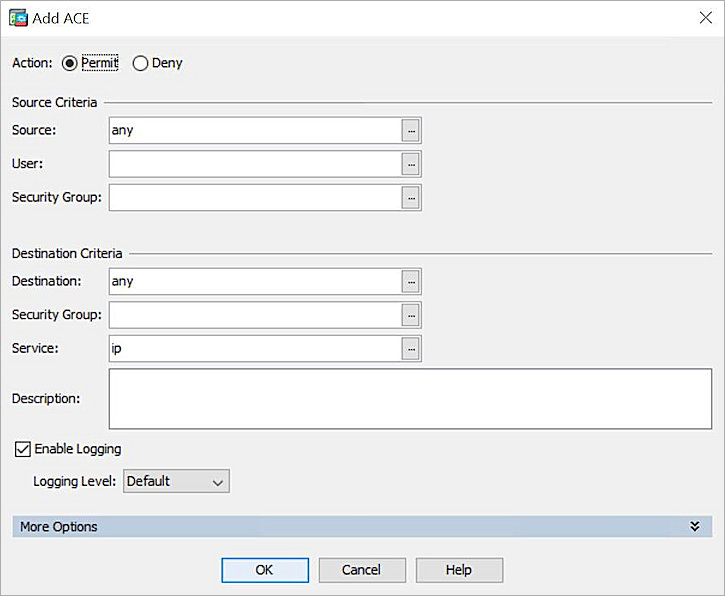 Add ACE
Action: Permit Deny
Source Criteria
Source: any ...
User: ...
Security Group: ...
Destination Criteria
Destination: any ...
Security Group: ...
Service: ip ...
Description:
Enable Logging
Logging Level: Default
More Options
OK Cancel Help